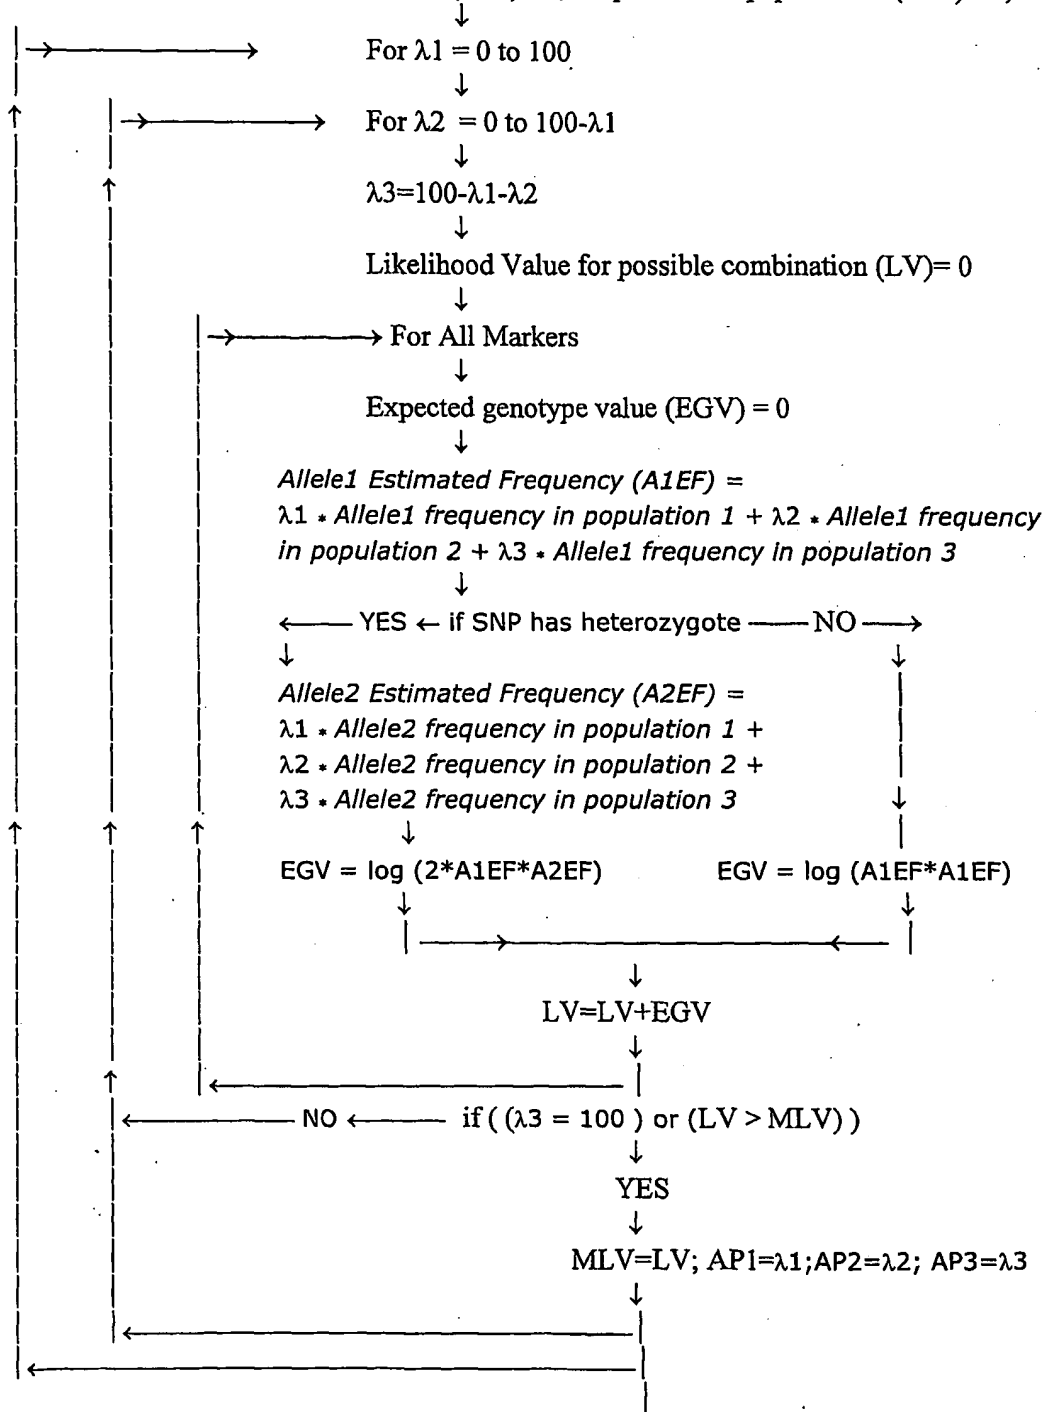 For λ1 = 0 to 100
For λ2 = 0 to 100-λ1
λ3=100-λ1-λ2
Likelihood Value for possible combination (LV)= 0
For All Markers
Expected genotype value (EGV) = 0
Allele1 Estimated Frequency (A1EF) =
λ1 * Allele1 frequency in population 1 + λ2 * Allele1 frequency
in population 2 + λ3 * Allele1 frequency in population 3
YES ← if SNP has heterozygote NO
Allele2 Estimated Frequency (A2EF) =
λ1 * Allele2 frequency in population 1 +
λ2 * Allele2 frequency in population 2 +
λ3 * Allele2 frequency in population 3
EGV = log (2*A1EF*A2EF) EGV = log (A1EF*A1EF)
LV=LV+EGV
NO if ( (λ3 = 100 ) or (LV > MLV) )
YES
MLV=LV; AP1=λ1;AP2=λ2; AP3=λ3